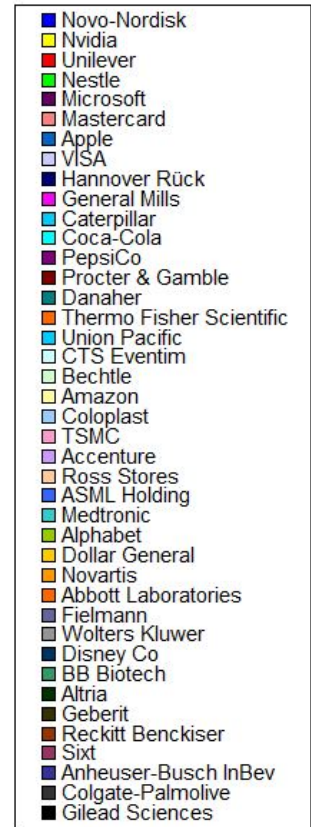 Novo-Nordisk
Nvidia
Unilever
Nestle
Microsoft
Mastercard
Apple
VISA
Hannover Rück
General Mills
Caterpillar
Coca-Cola
PepsiCo
Procter & Gamble
Danaher
Thermo Fisher Scientific
Union Pacific
CTS Eventim
Bechtle
Amazon
Coloplast
TSMC
Accenture
Ross Stores
ASML Holding
Medtronic
Alphabet
Dollar General
Novartis
Abbott Laboratories
Fielmann
Wolters Kluwer
Disney Co
BB Biotech
Altria
Geberit
Reckitt Benckiser
Sixt
Anheuser-Busch InBev
Colgate-Palmolive
Gilead Sciences